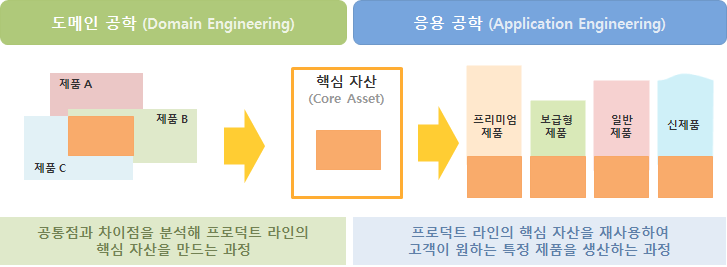 도메인 공학 (Domain Engineering)
응용 공학 (Application Engineering)
제품 A
제품 B
제품 C
핵심 자산
(Core Asset)
프리미엄
제품
보급형
제품
일반
제품
신제품
공통점과 차이점을 분석해 프로덕트 라인의
핵심 자산을 만드는 과정
프로덕트 라인의 핵심 자산을 재사용하여
고객이 원하는 특정 제품을 생산하는 과정